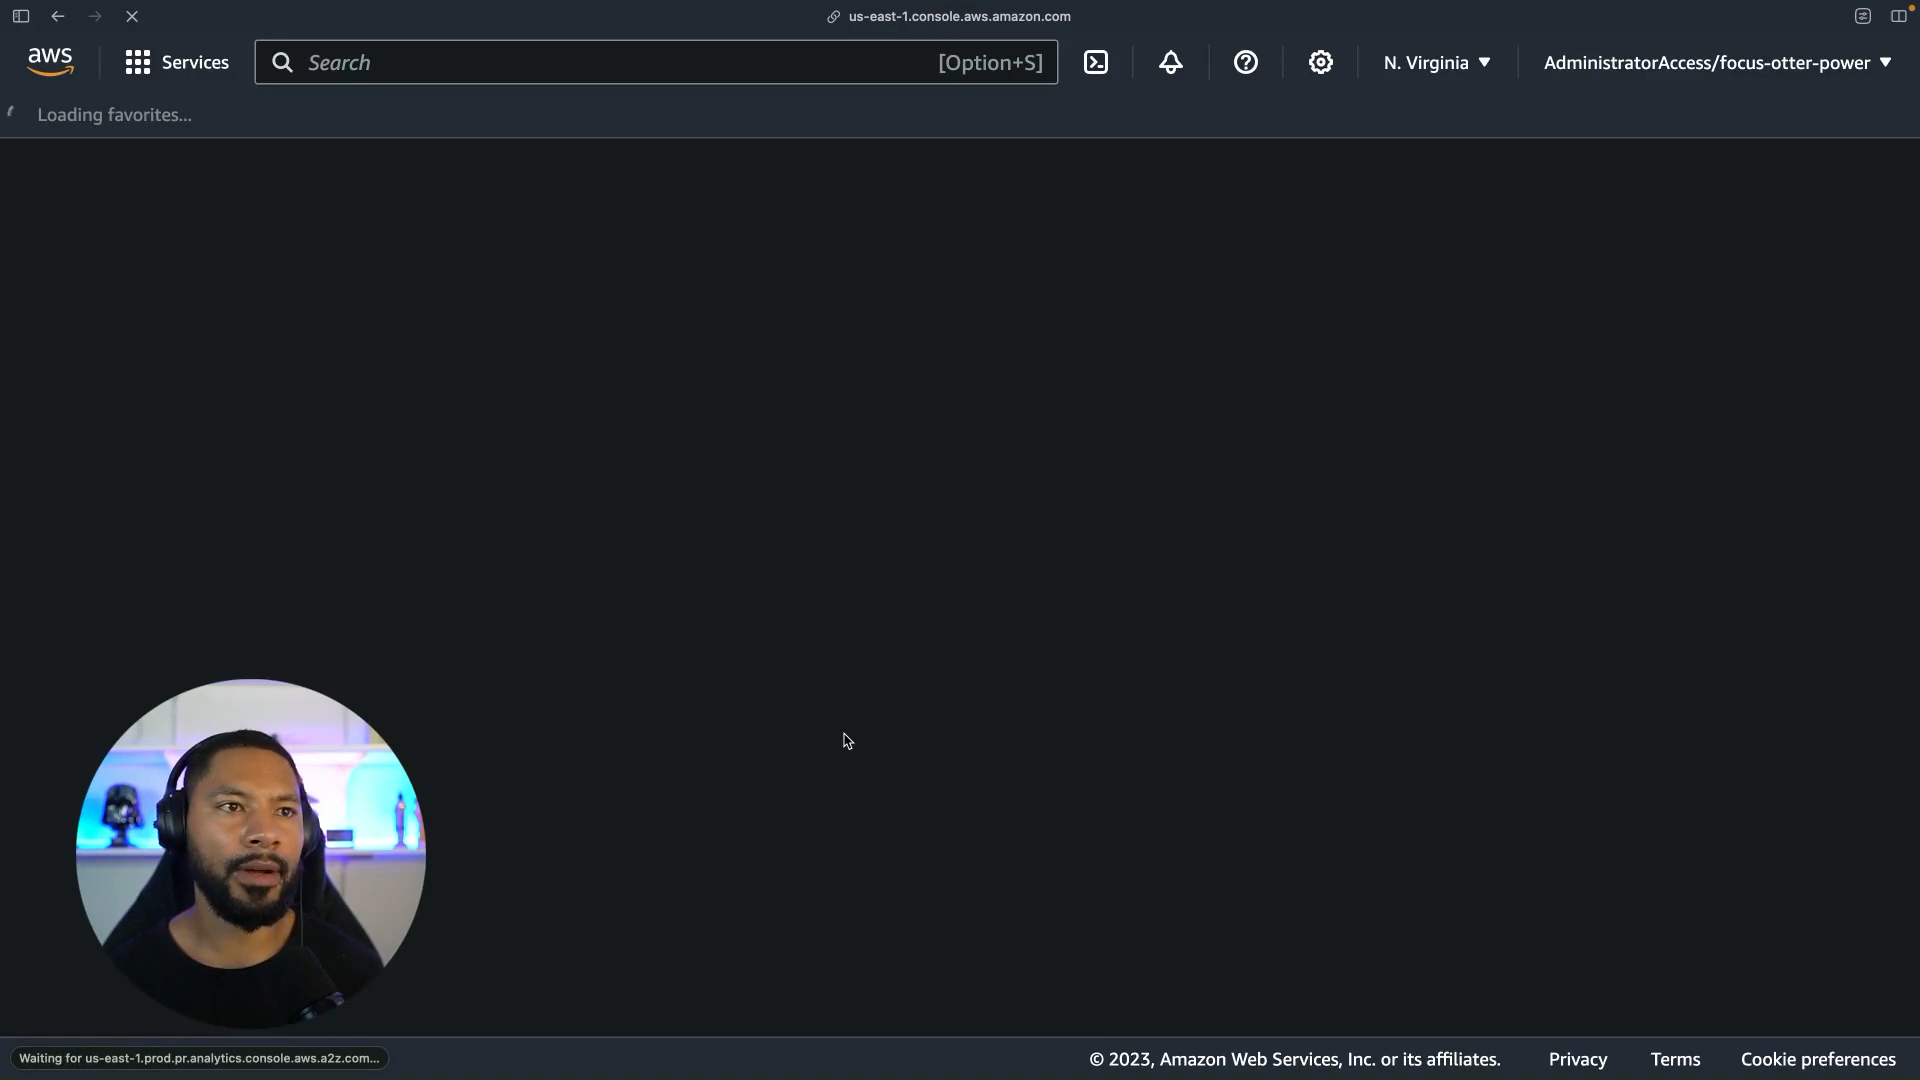 us-east-1.console.aws.amazon.com
aws
Services
Search
[Option+S]
N. Virginia
AdministratorAccess/focus-otter-power
Loading favorites...
Waiting for us-east-1.prod.pr.analytics.console.aws.a2z.com...
© 2023, Amazon Web Services, Inc. or its affiliates.
Privacy
Terms
Cookie preferences